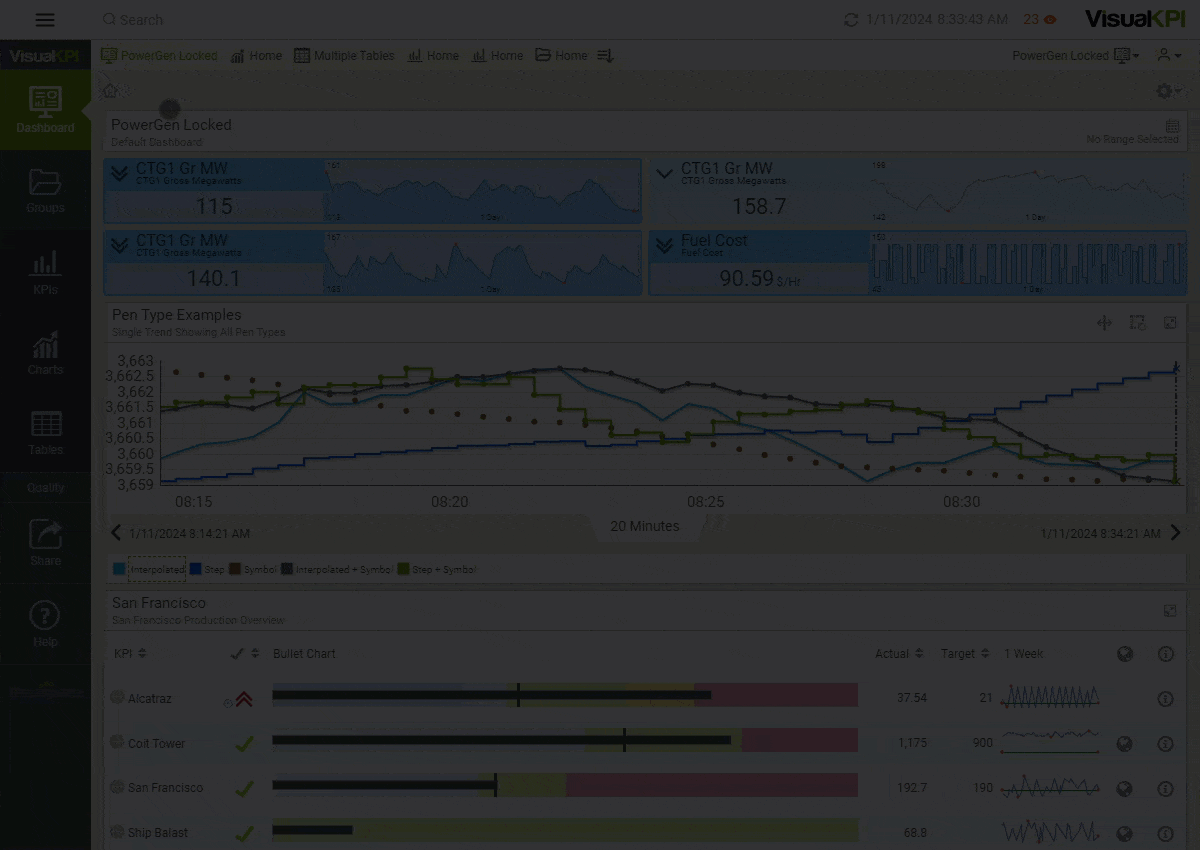 Search
1/11/2024 8:33:43 AM
23
VisualKPI
VisualKPI
PowerGen Locked
Home
Multiple Tables
Home
Home
Home
PowerGen Locked
Dashboard
Groups
KPIs
Charts
Tables
Quality
Share
Help
PowerGen Locked
Default Dashboard
No Range Selected
CTG1 Gr MW
CTG1 Gross Megawatts
115
1 Day
CTG1 Gr MW
CTG1 Gross Megawatts
158.7
1 Day
CTG1 Gr MW
CTG1 Gross Megawatts
140.1
1 Day
Fuel Cost
Fuel Cost
90.59 $/Hr
1 Day
Pen Type Examples
Single Trend Showing All Pen Types
3,663
3,662.5
3,662
3,661.5
3,661
3,660.5
3,660
3,659.5
3,659
08:15
08:20
08:25
08:30
1/11/2024 8:14:21 AM
20 Minutes
1/11/2024 8:34:21 AM
Interpolated
Step
Symbol
Interpolated + Symbol
Step + Symbol
San Francisco
San Francisco Production Overview
KPI
Bullet Chart
Actual
Target
1 Week
Alcatraz
37.54
21
Coit Tower
1,175
900
San Francisco
192.7
190
Ship Balast
68.8